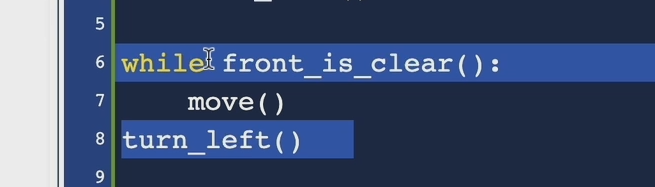 5
6 while front_is_clear():
7     move()
8 turn_left()
9